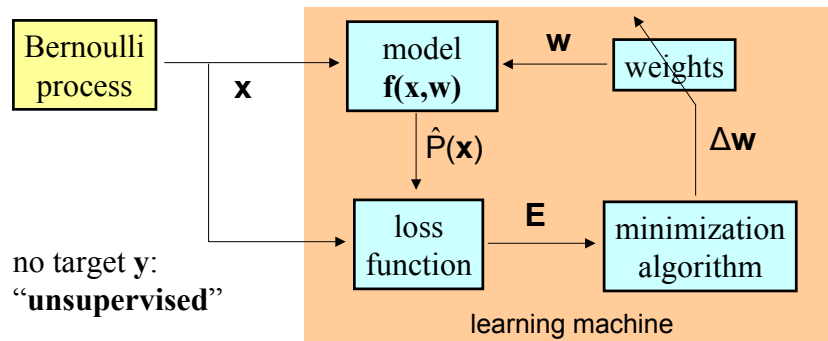 Bernoulli
process
x
model
f(x,w)
w
weights
P̂(x)
Δw
loss
function
E
minimization
algorithm
no target y:
“unsupervised”
learning machine